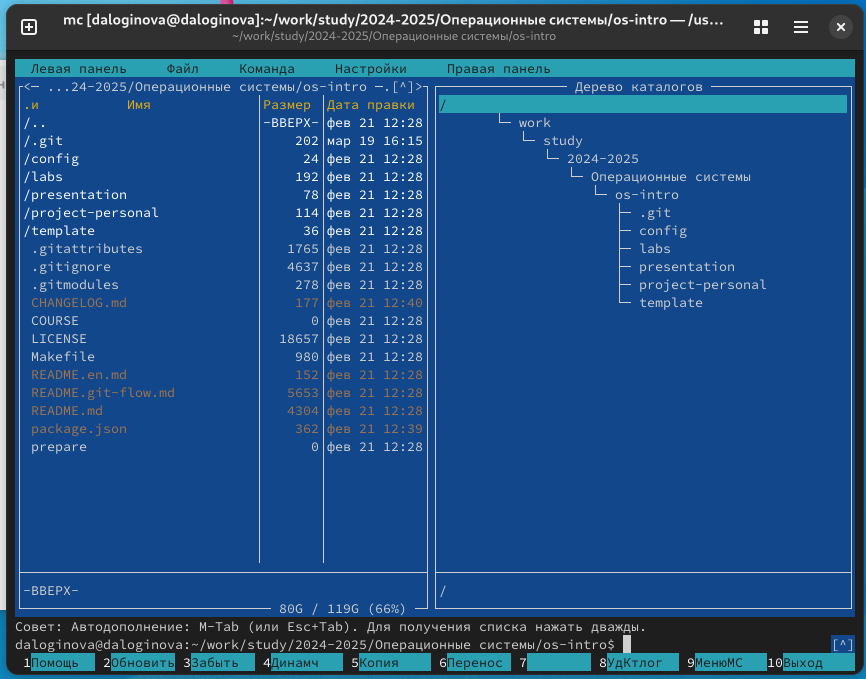 mc [daloginova@daloginova]:~/work/study/2024-2025/Операционные системы/os-intro — /us…
~/work/study/2024-2025/Операционные системы/os-intro
Левая панель Файл Команда Настройки Правая панель
<─ ...24-2025/Операционные системы/os-intro ─.[^]>
.и Имя Размер Дата правки
/.. -ВВЕРХ- фев 21 12:28
/.git 202 мар 19 16:15
/config 24 фев 21 12:28
/labs 192 фев 21 12:28
/presentation 78 фев 21 12:28
/project-personal 114 фев 21 12:28
/template 36 фев 21 12:28
.gitattributes 1765 фев 21 12:28
.gitignore 4637 фев 21 12:28
.gitmodules 278 фев 21 12:28
CHANGELOG.md 177 фев 21 12:40
COURSE 0 фев 21 12:28
LICENSE 18657 фев 21 12:28
Makefile 980 фев 21 12:28
README.en.md 152 фев 21 12:28
README.git-flow.md 5653 фев 21 12:28
README.md 4304 фев 21 12:28
package.json 362 фев 21 12:39
prepare 0 фев 21 12:28
-ВВЕРХ-
80G / 119G (66%)
Дерево каталогов
/
work
study
2024-2025
Операционные системы
os-intro
.git
config
labs
presentation
project-personal
template
/
Совет: Автодополнение: M-Tab (или Esc+Tab). Для получения списка нажать дважды.
daloginova@daloginova:~/work/study/2024-2025/Операционные системы/os-intro$ [^]
1Помощь 2Обновить 3Забыть 4Динамч 5Копия 6Перенос 7 8УдКтлог 9МенюМС 10Выход